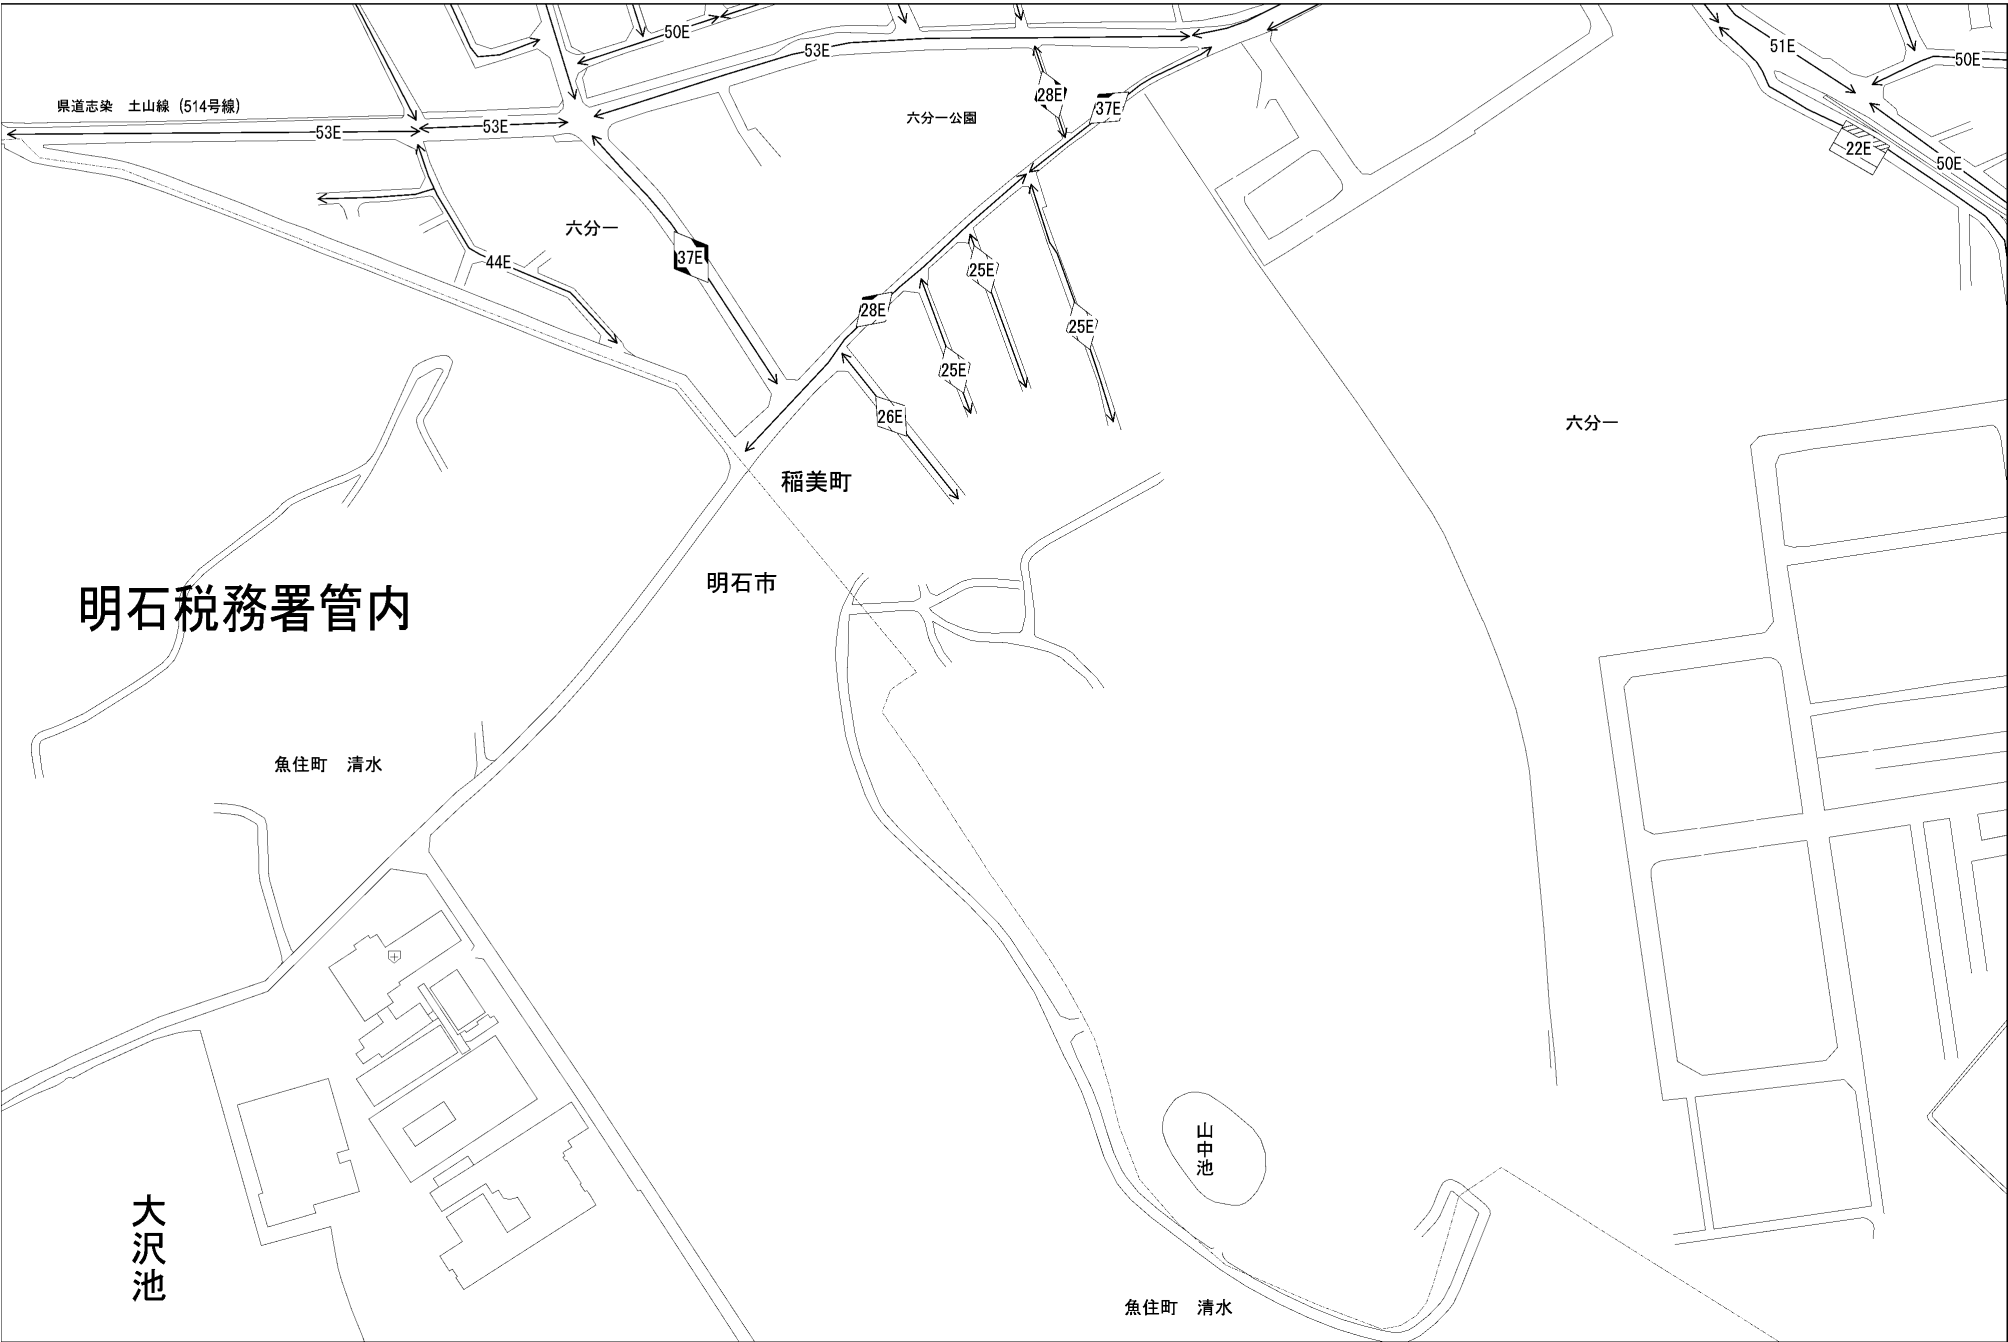 50E
53E
51E
50E
28E
37E
県道志染　土山線（514号線）
53E
53E
六分一公園
22E
50E
六分一
44E
37E
25E
28E
25E
25E
26E
六分一
稲美町
明石市
明石税務署管内
魚住町　清水
山中池
大沢池
魚住町　清水